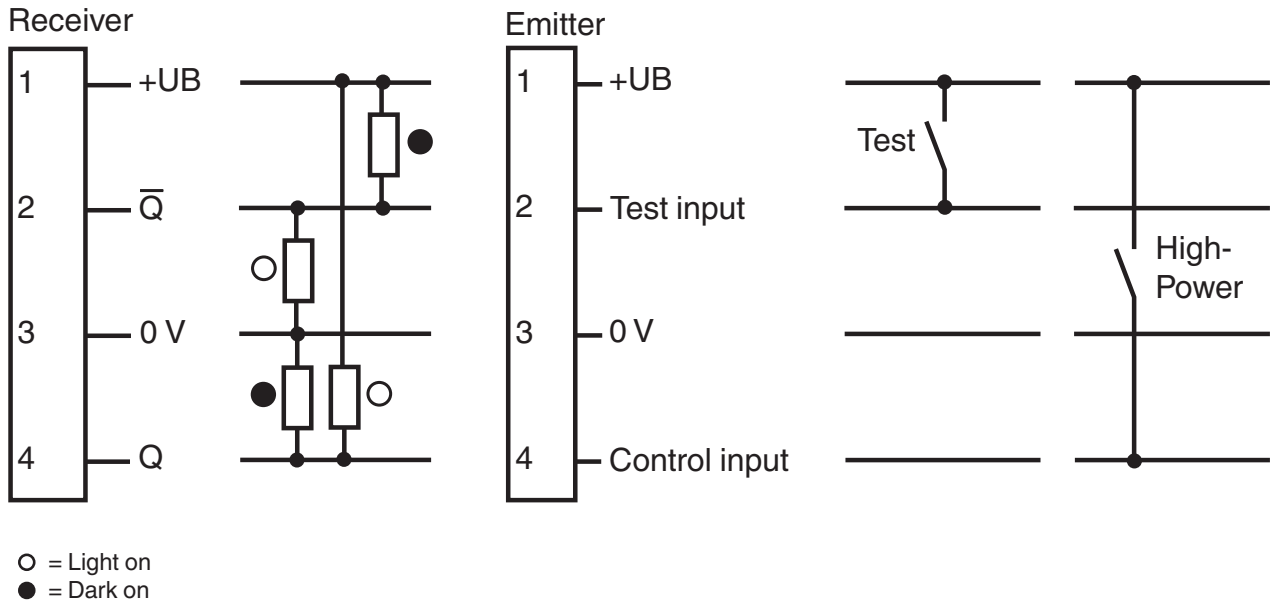 Receiver
1 +UB
2 Q̅
3 0 V
4 Q
Emitter
1 +UB
2 Test input
3 0 V
4 Control input
Test
High-
Power
= Light on
= Dark on